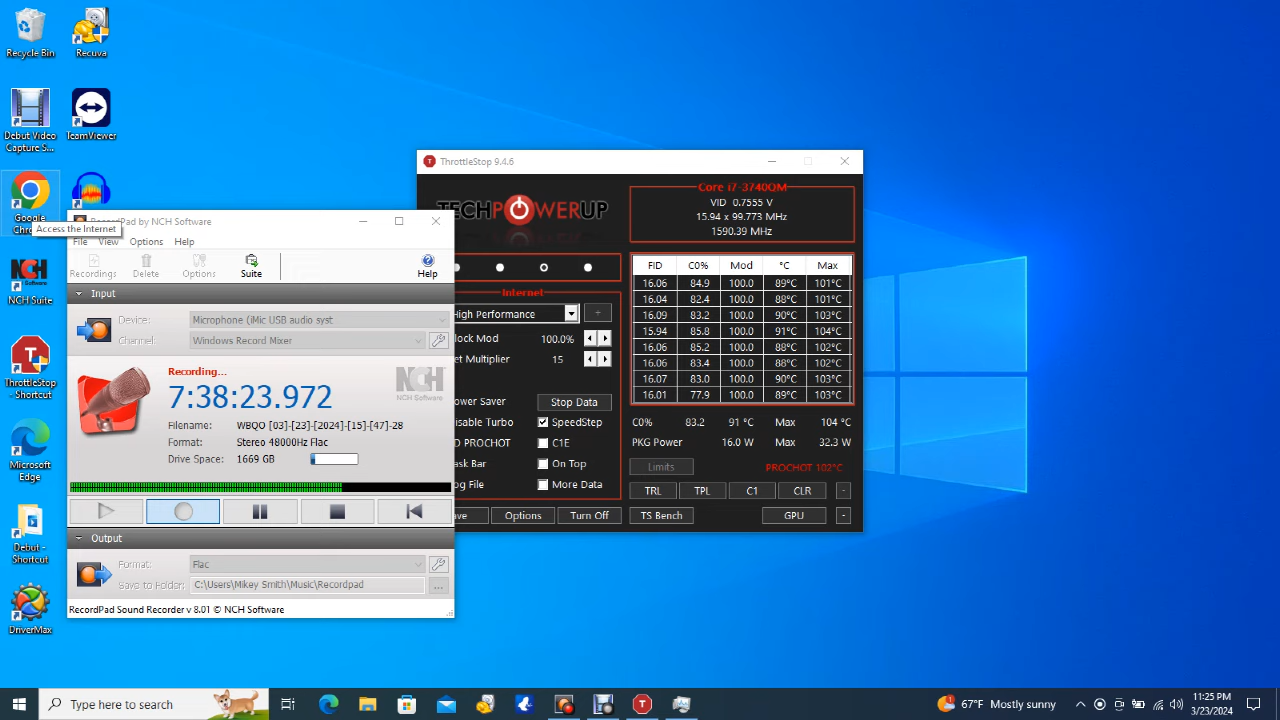 Recycle Bin
Recuva
Debut Video
Capture S...
TeamViewer
Google
Access the Internet
NCH
NCH Suite
ThrottleStop
- Shortcut
Microsoft
Edge
Debut -
Shortcut
DriverMax
RecordPad by NCH Software
File View Options Help
Recordings Delete Options Suite Help
Input
Device: Microphone (iMic USB audio syst
Channel: Windows Record Mixer
Recording...
7:38:23.972
NCH
NCH Software
Filename: WBQO [03]-[23]-[2024]-[15]-[47]-28
Format: Stereo 48000Hz Flac
Drive Space: 1669 GB
Output
Format: Flac
Save to Folder: C:\Users\Mikey Smith\Music\Recordpad
...
RecordPad Sound Recorder v 8.01 © NCH Software
ThrottleStop 9.4.6
TECHPOWERUP
Core i7-3740QM
VID 0.7555 V
15.94 x 99.773 MHz
1590.39 MHz
Internet
High Performance
+
lock Mod 100.0%
et Multiplier 15
ower Saver Stop Data
isable Turbo SpeedStep
D PROCHOT C1E
ask Bar On Top
og File More Data
ave Options Turn Off
FID C0% Mod °C Max
16.06 84.9 100.0 89°C 101°C
16.04 82.4 100.0 88°C 101°C
16.09 83.2 100.0 90°C 103°C
15.94 85.8 100.0 91°C 104°C
16.06 85.2 100.0 88°C 102°C
16.06 83.4 100.0 88°C 102°C
16.07 83.0 100.0 90°C 103°C
16.01 77.9 100.0 89°C 103°C
C0% 83.2 91 °C Max 104 °C
PKG Power 16.0 W Max 32.3 W
Limits PROCHOT 102°C
TRL TPL C1 CLR -
TS Bench GPU -
Type here to search
67°F Mostly sunny
11:25 PM
3/23/2024